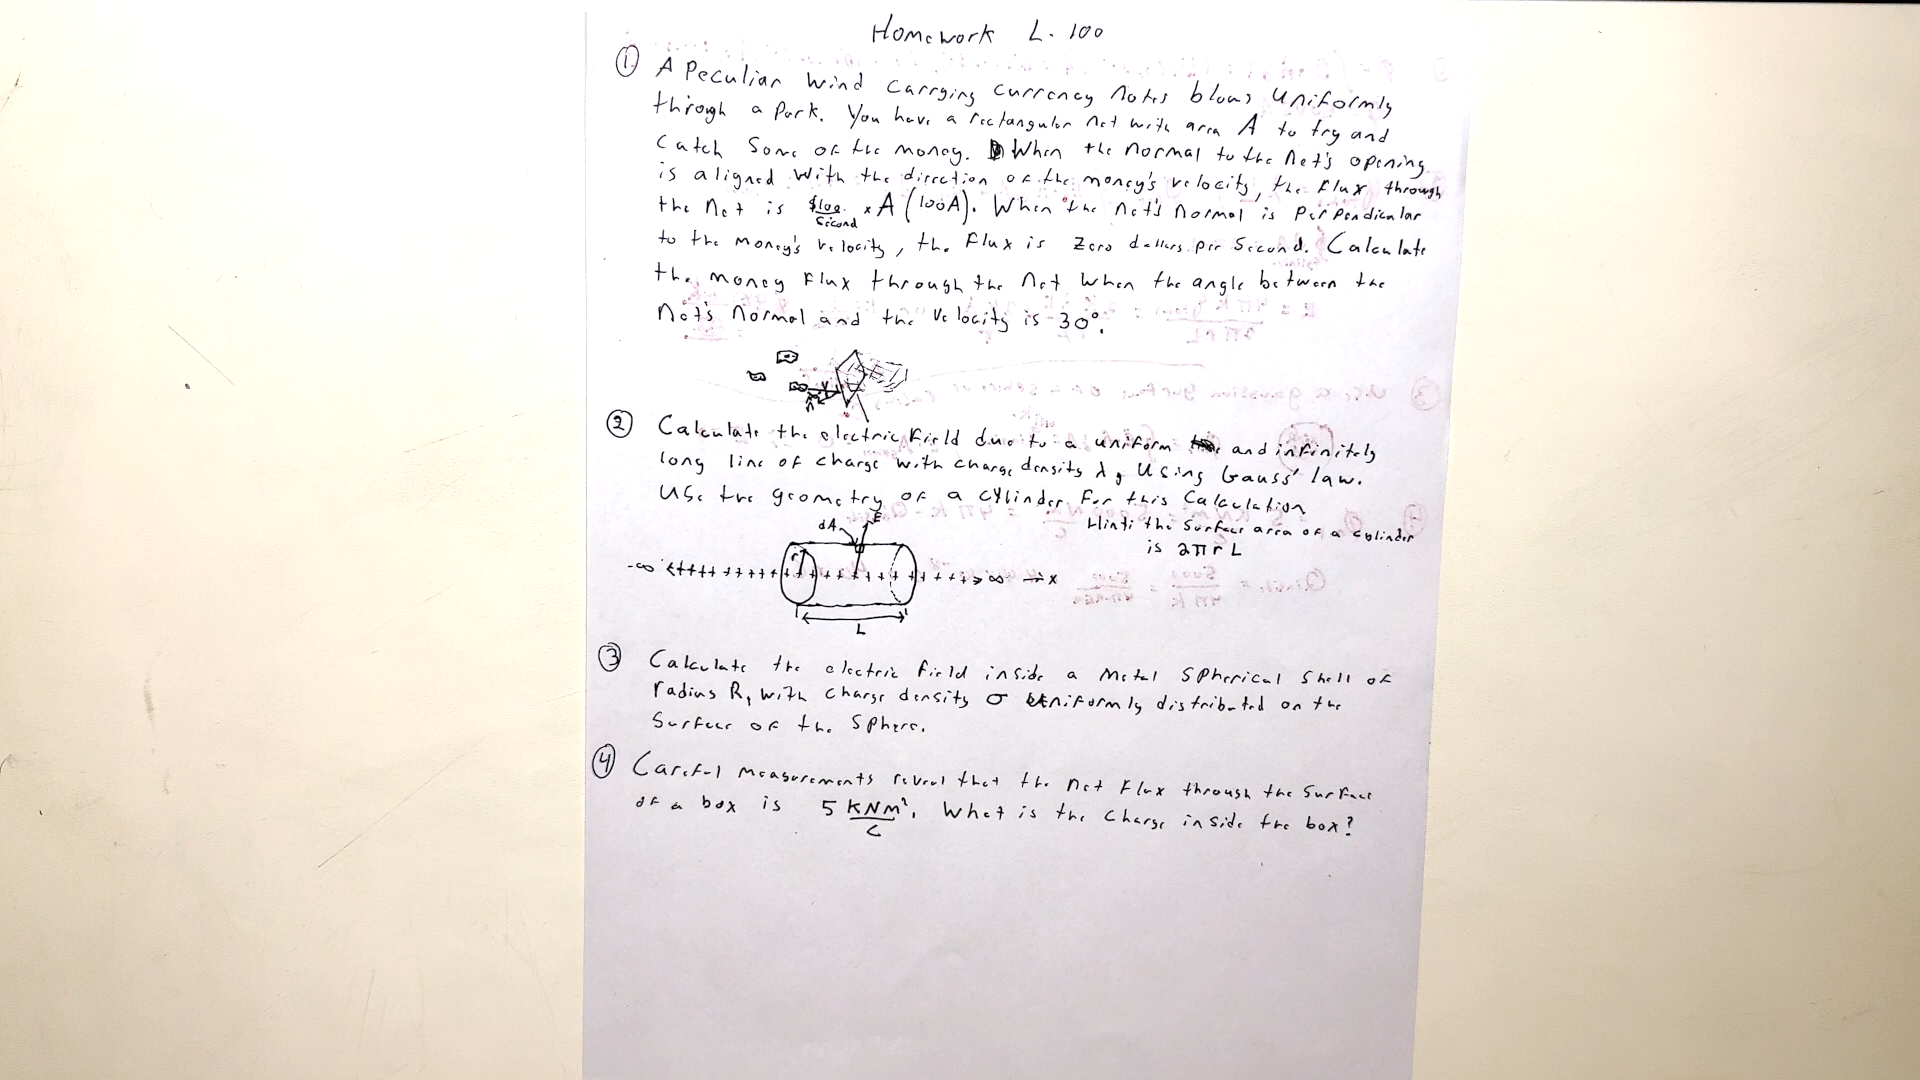 Homework L. 100
① A Peculiar wind carrying currency notes blows uniformly
through a park. You have a rectangular net with area A to try and
catch some of the money. When the normal to the net's opening
is aligned with the direction of the money's velocity, the flux through
the net is $100/second × A (100A). When the net's normal is perpendicular
to the money's velocity, the flux is zero dollars per second. Calculate
the money flux through the net when the angle between the
net's normal and the velocity is 30°.
v
n̂
② Calculate the electric field due to a uniform and infinitely
long line of charge with charge density λ, Using Gauss' law.
Use the geometry of a cylinder for this calculation
Hint: the surface area of a cylinder
is 2πrL
dA E
r
-∞ <++++ +++++++++++++++++> ∞ → x
L
③ Calculate the electric field inside a metal spherical shell of
radius R, with charge density σ uniformly distributed on the
surface of the sphere.
④ Careful measurements reveal that the net flux through the surface
of a box is 5 KNm²/C. What is the charge inside the box?